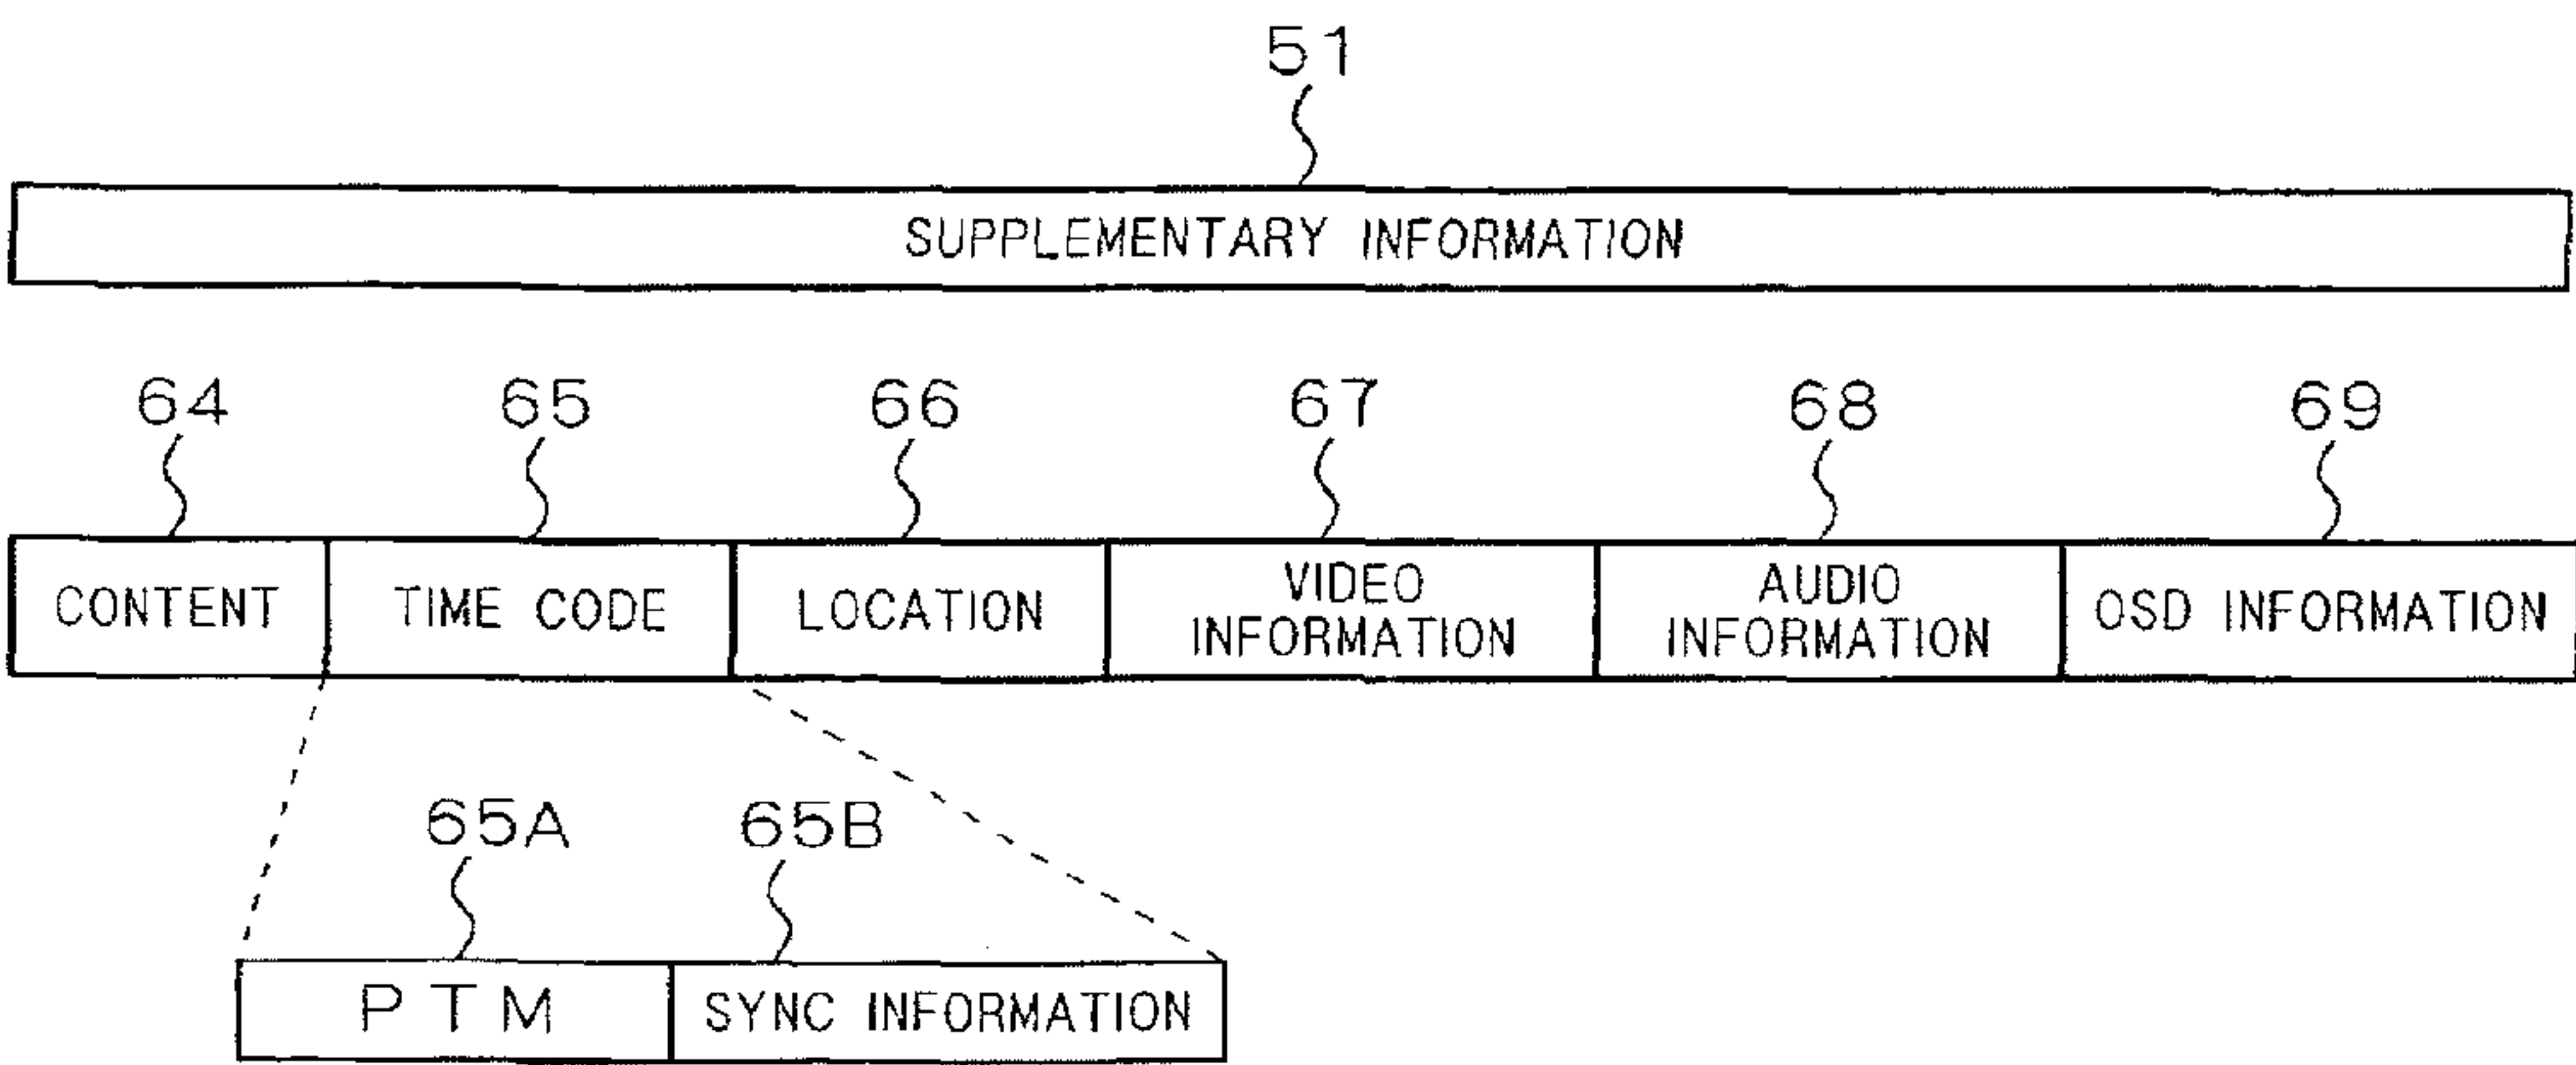 51
SUPPLEMENTARY INFORMATION
64 65 66 67 68 69
CONTENT TIME CODE LOCATION VIDEO INFORMATION AUDIO INFORMATION OSD INFORMATION
65A 65B
PTM SYNC INFORMATION